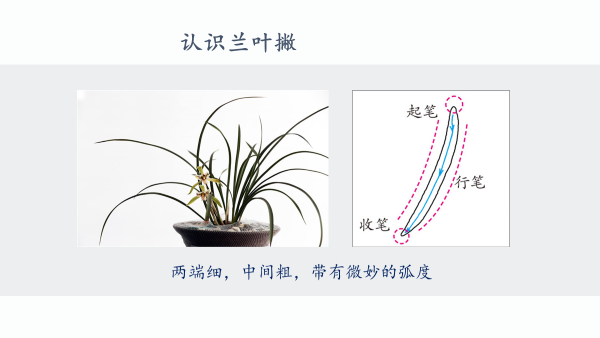 认识兰叶撇
起笔
行笔
收笔
两端细，中间粗，带有微妙的弧度